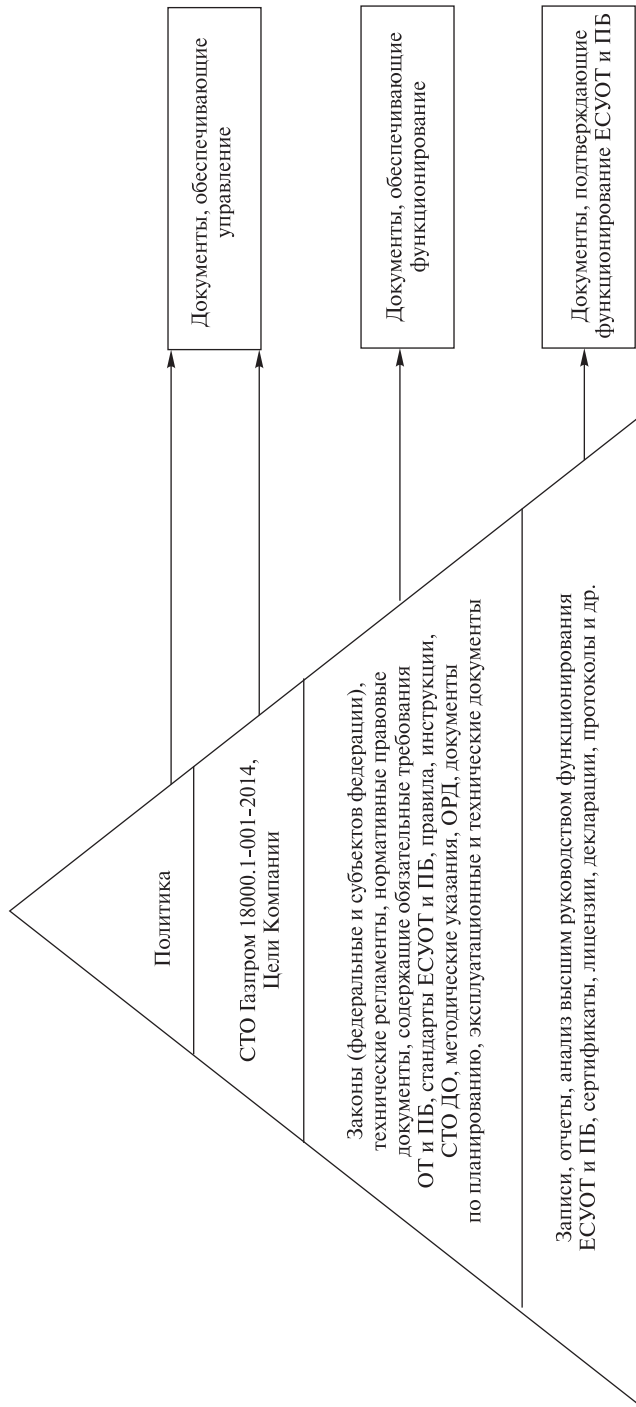 Политика
СТО Газпром 18000.1-001-2014,
Цели Компании
Законы (федеральные и субъектов федерации),
технические регламенты, нормативные правовые
документы, содержащие обязательные требования
ОТ и ПБ, стандарты ЕСУОТ и ПБ, правила, инструкции,
СТО ДО, методические указания, ОРД, документы
по планированию, эксплуатационные и технические документы
Записи, отчеты, анализ высшим руководством функционирования
ЕСУОТ и ПБ, сертификаты, лицензии, декларации, протоколы и др.
Документы, обеспечивающие
управление
Документы, обеспечивающие
функционирование
Документы, подтверждающие
функционирование ЕСУОТ и ПБ